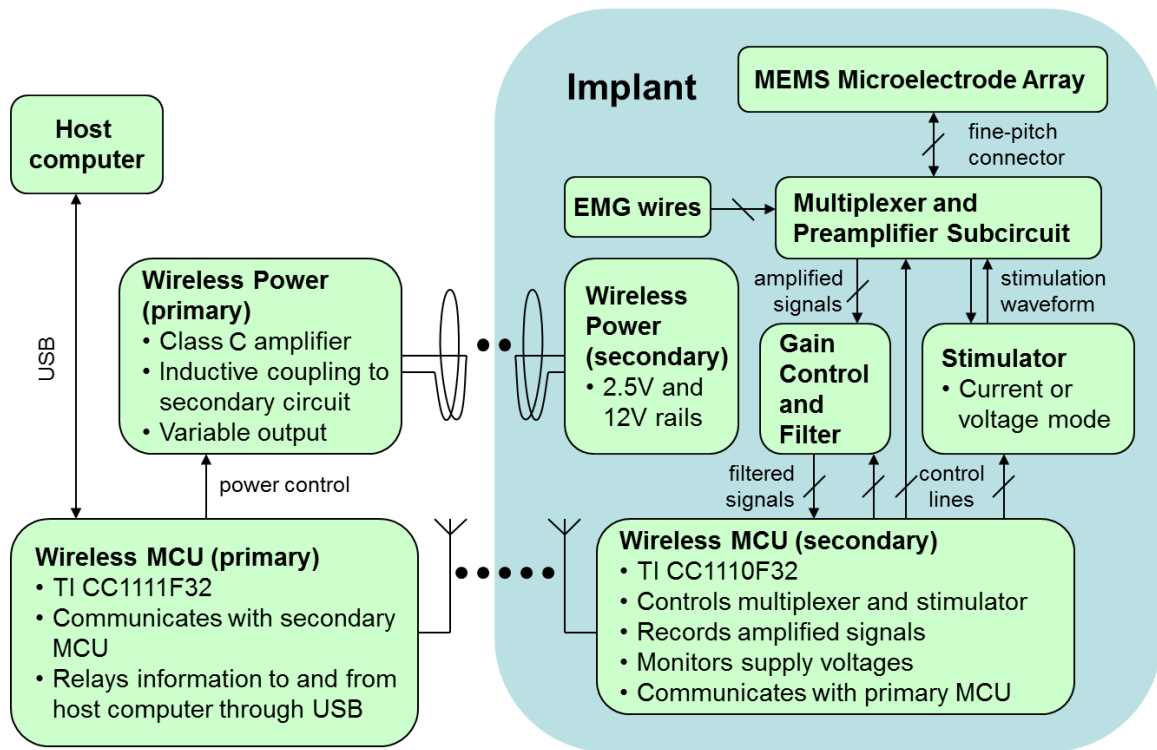 Implant
MEMS Microelectrode Array
fine-pitch
connector
Host
computer
EMG wires
Multiplexer and
Preamplifier Subcircuit
amplified
signals
stimulation
waveform
USB
Wireless Power
(primary)
• Class C amplifier
• Inductive coupling to
secondary circuit
• Variable output
Wireless
Power
(secondary)
• 2.5V and
12V rails
Gain
Control
and
Filter
Stimulator
• Current or
voltage mode
power control
filtered
signals
control
lines
Wireless MCU (primary)
• TI CC1111F32
• Communicates with secondary
MCU
• Relays information to and from
host computer through USB
Wireless MCU (secondary)
• TI CC1110F32
• Controls multiplexer and stimulator
• Records amplified signals
• Monitors supply voltages
• Communicates with primary MCU